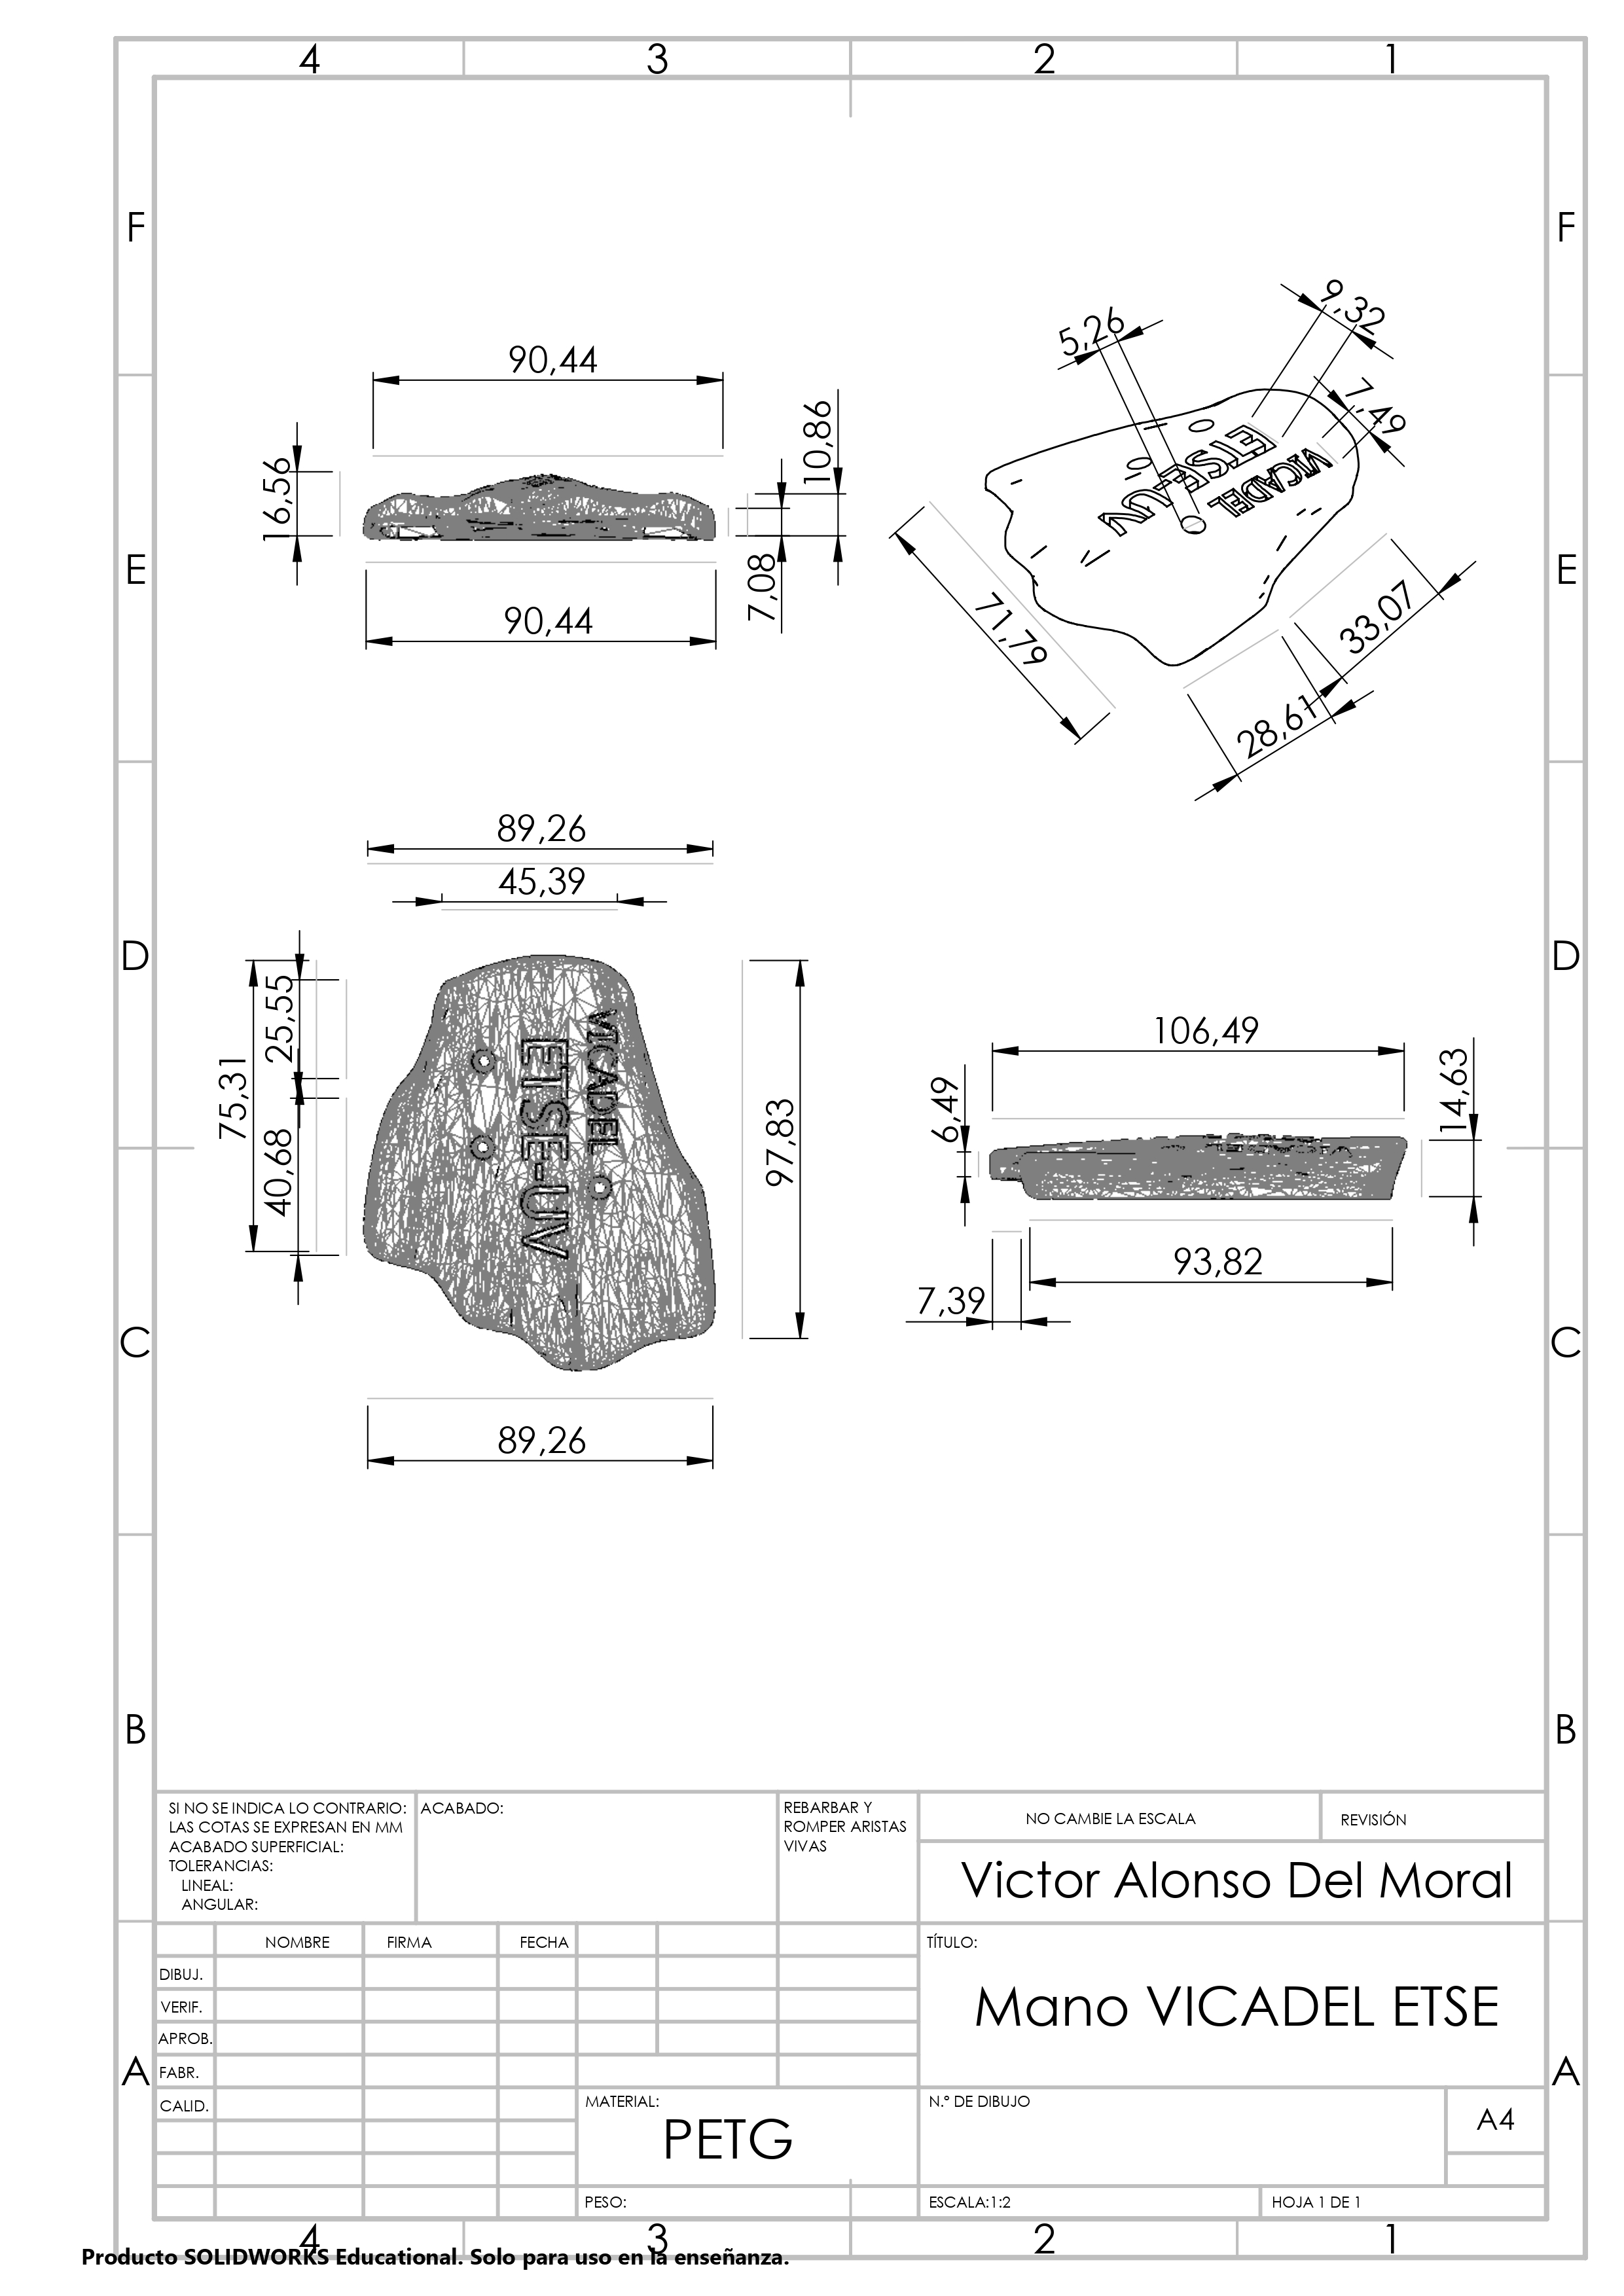 4 3 2 1
F F
90,44
16,56
10,86
7,08
90,44
5,26
9,32
7,49
ETSE-UV
VICADEL
71,79
33,07
28,61
E E
89,26
45,39
D D
75,31
25,55
40,68
VICADEL
ETSE-UV
97,83
89,26
106,49
6,49
14,63
93,82
7,39
C C
B B
SI NO SE INDICA LO CONTRARIO:
LAS COTAS SE EXPRESAN EN MM
ACABADO SUPERFICIAL:
TOLERANCIAS:
LINEAL:
ANGULAR:
ACABADO:
REBARBAR Y
ROMPER ARISTAS
VIVAS
NO CAMBIE LA ESCALA
REVISIÓN
Victor Alonso Del Moral
NOMBRE FIRMA FECHA
DIBUJ.
VERIF.
APROB.
FABR.
CALID.
TÍTULO:
Mano VICADEL ETSE
A A
MATERIAL:
PETG
N.º DE DIBUJO
A4
PESO:
ESCALA:1:2
HOJA 1 DE 1
4 3 2 1
Producto SOLIDWORKS Educational. Solo para uso en la enseñanza.